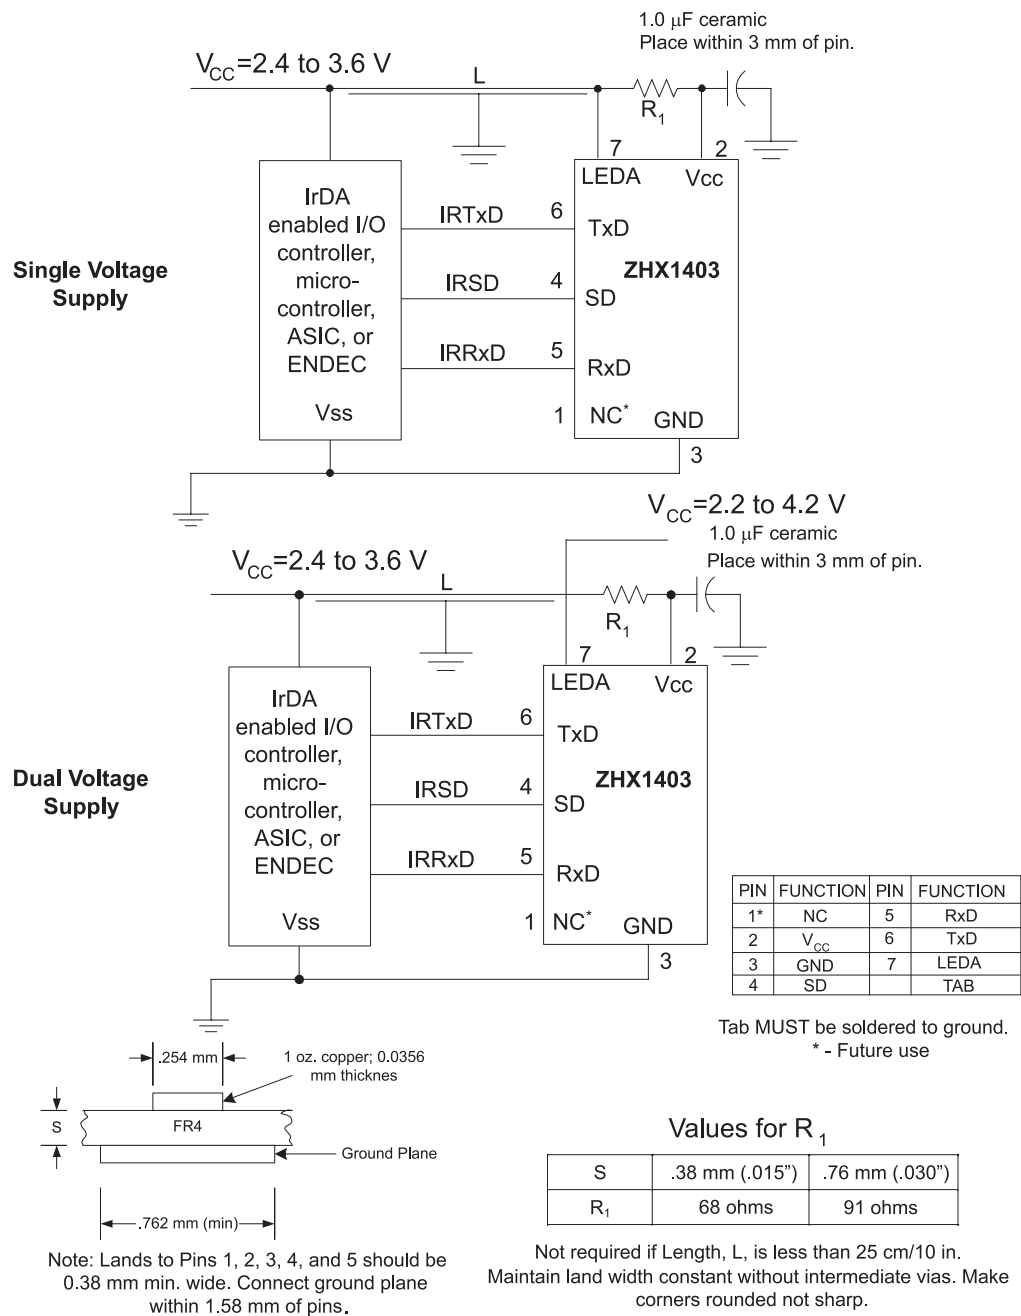 1.0 μF ceramic
Place within 3 mm of pin.
V_CC=2.4 to 3.6 V
L
R_1
7
2
LEDA
Vcc
IrDA
enabled I/O
controller,
micro-
controller,
ASIC, or
ENDEC
Vss
IRTxD
6
TxD
ZHX1403
Single Voltage
Supply
IRSD
4
SD
IRRxD
5
RxD
1
NC*
GND
3
V_CC=2.2 to 4.2 V
1.0 μF ceramic
Place within 3 mm of pin.
V_CC=2.4 to 3.6 V
L
R_1
7
2
LEDA
Vcc
IrDA
enabled I/O
controller,
micro-
controller,
ASIC, or
ENDEC
Vss
IRTxD
6
TxD
ZHX1403
Dual Voltage
Supply
IRSD
4
SD
IRRxD
5
RxD
1
NC*
GND
3
PIN FUNCTION PIN FUNCTION
1* NC 5 RxD
2 V_CC 6 TxD
3 GND 7 LEDA
4 SD TAB
Tab MUST be soldered to ground.
* - Future use
.254 mm
1 oz. copper; 0.0356
mm thicknes
S
FR4
Ground Plane
.762 mm (min)
Note: Lands to Pins 1, 2, 3, 4, and 5 should be
0.38 mm min. wide. Connect ground plane
within 1.58 mm of pins.
Values for R_1
S .38 mm (.015”) .76 mm (.030”)
R_1 68 ohms 91 ohms
Not required if Length, L, is less than 25 cm/10 in.
Maintain land width constant without intermediate vias. Make
corners rounded not sharp.